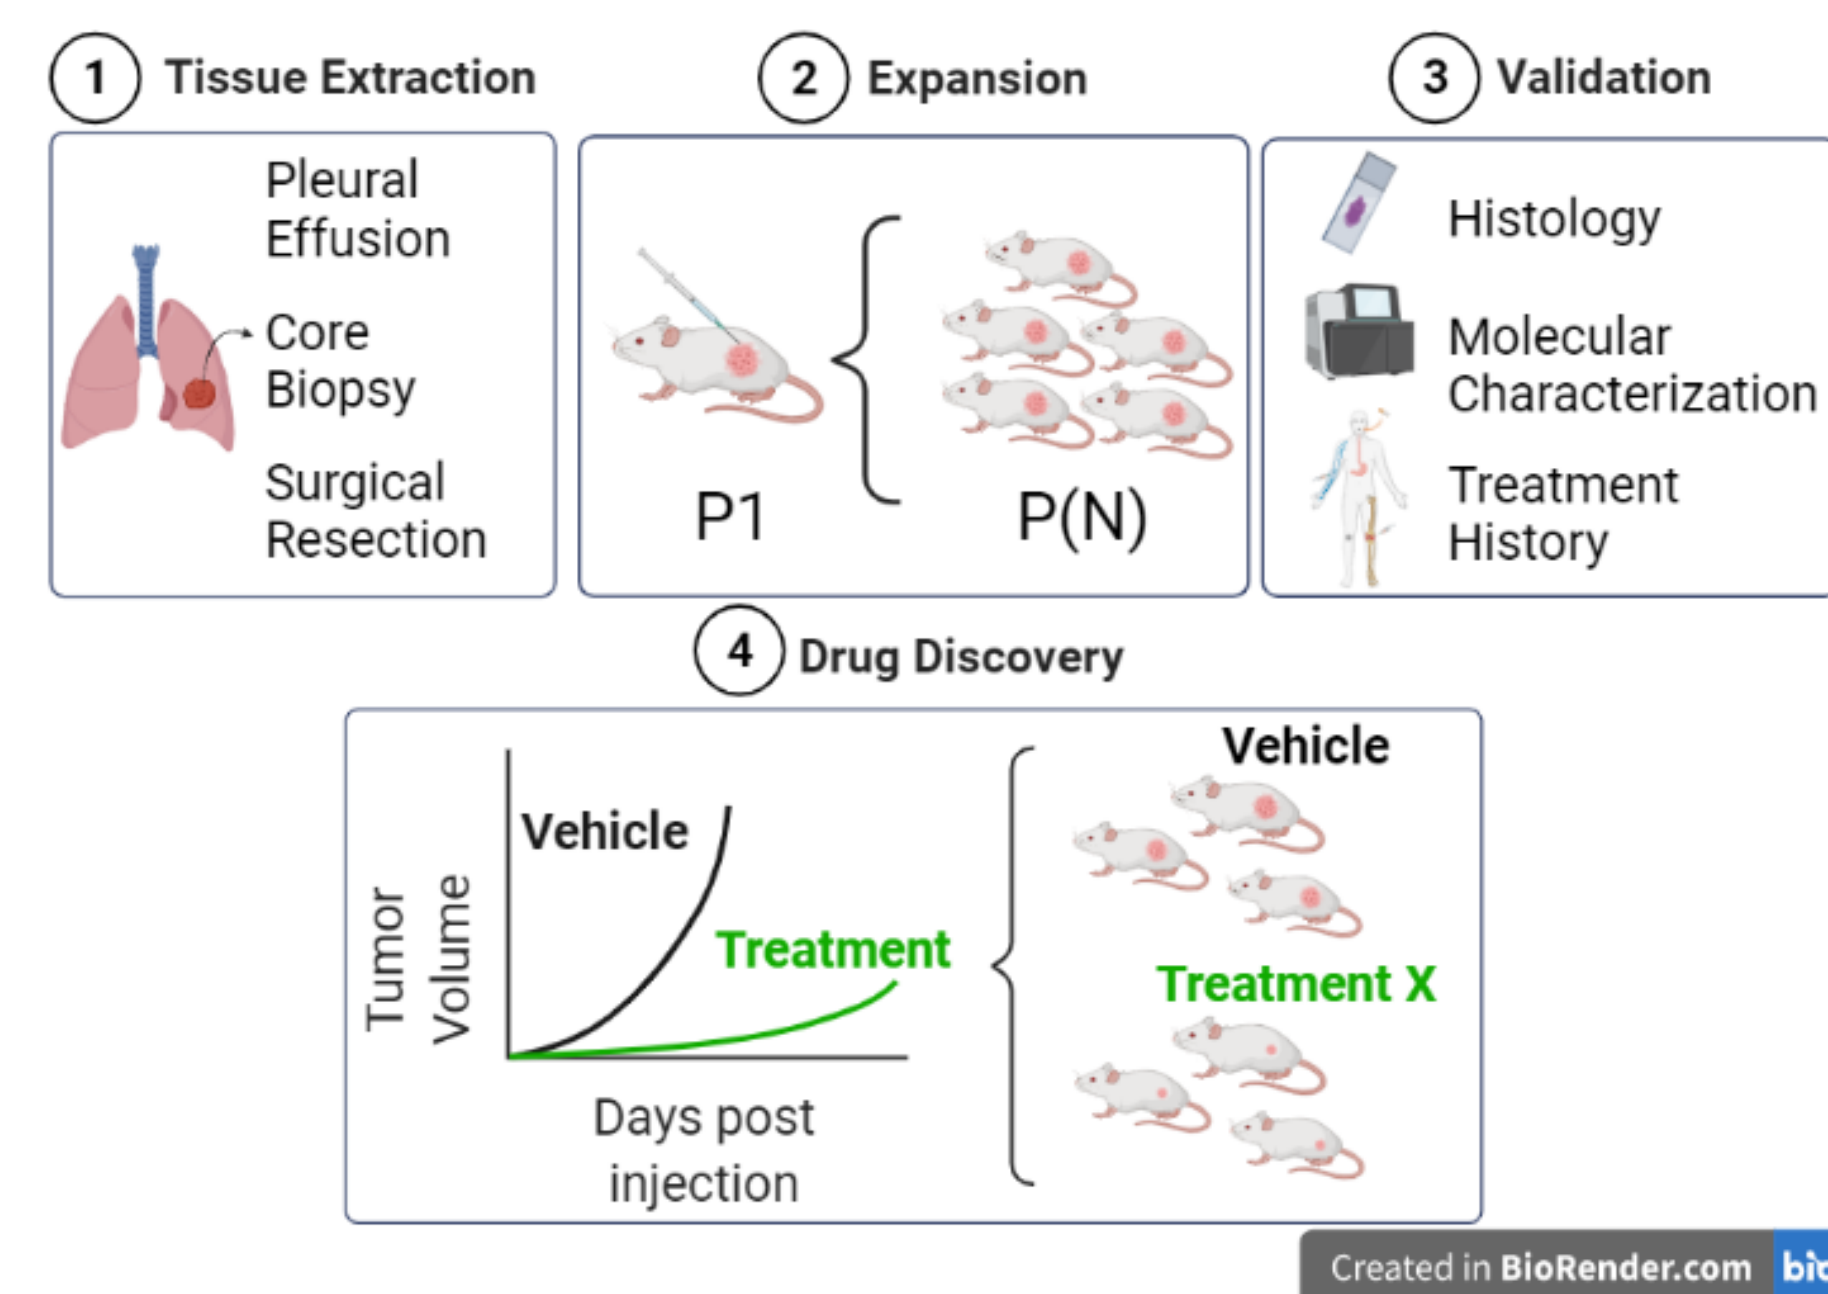 1 Tissue Extraction
Pleural
Effusion
Core
Biopsy
Surgical
Resection
2 Expansion
P1
P(N)
3 Validation
Histology
Molecular
Characterization
Treatment
History
4 Drug Discovery
Tumor
Volume
Vehicle
Treatment
Days post
injection
Vehicle
Treatment X
Created in BioRender.com